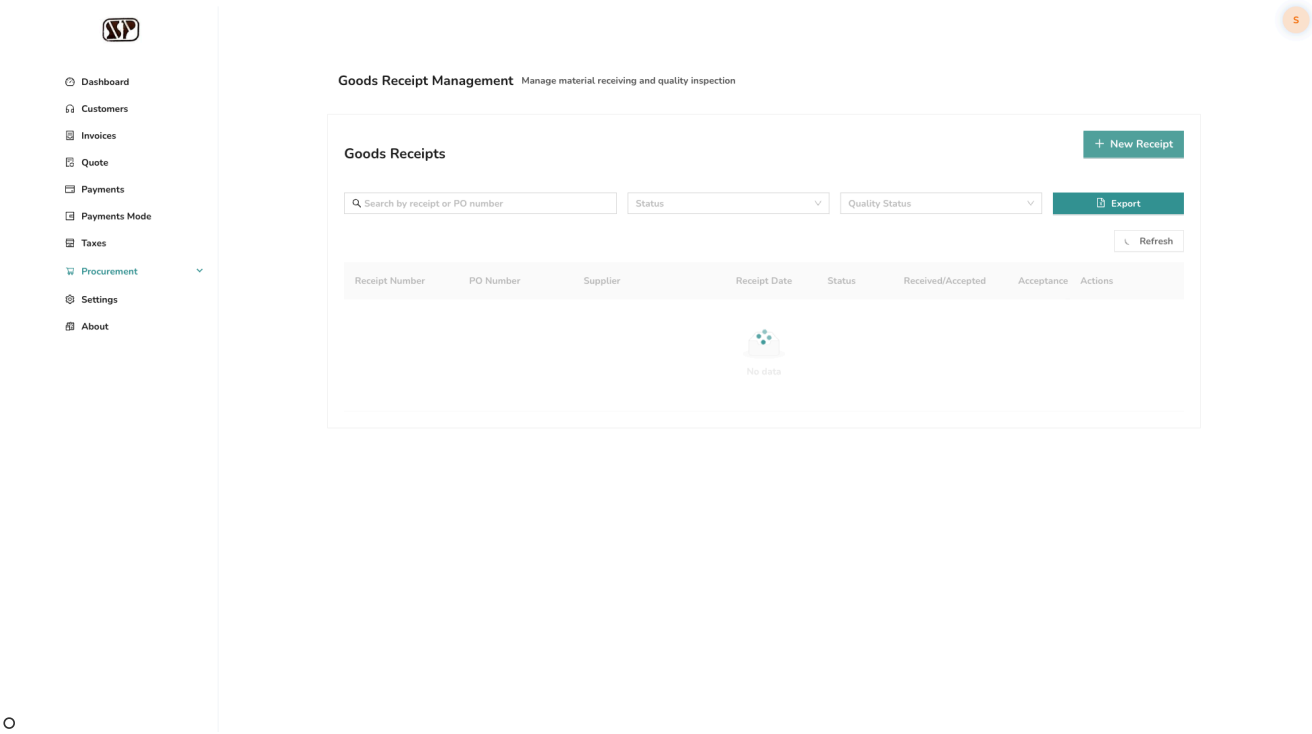 S
Dashboard
Customers
Invoices
Quote
Payments
Payments Mode
Taxes
Procurement
Settings
About
Goods Receipt Management Manage material receiving and quality inspection
Goods Receipts
+ New Receipt
Search by receipt or PO number Status Quality Status Export
Refresh
Receipt Number PO Number Supplier Receipt Date Status Received/Accepted Acceptance Actions
No data